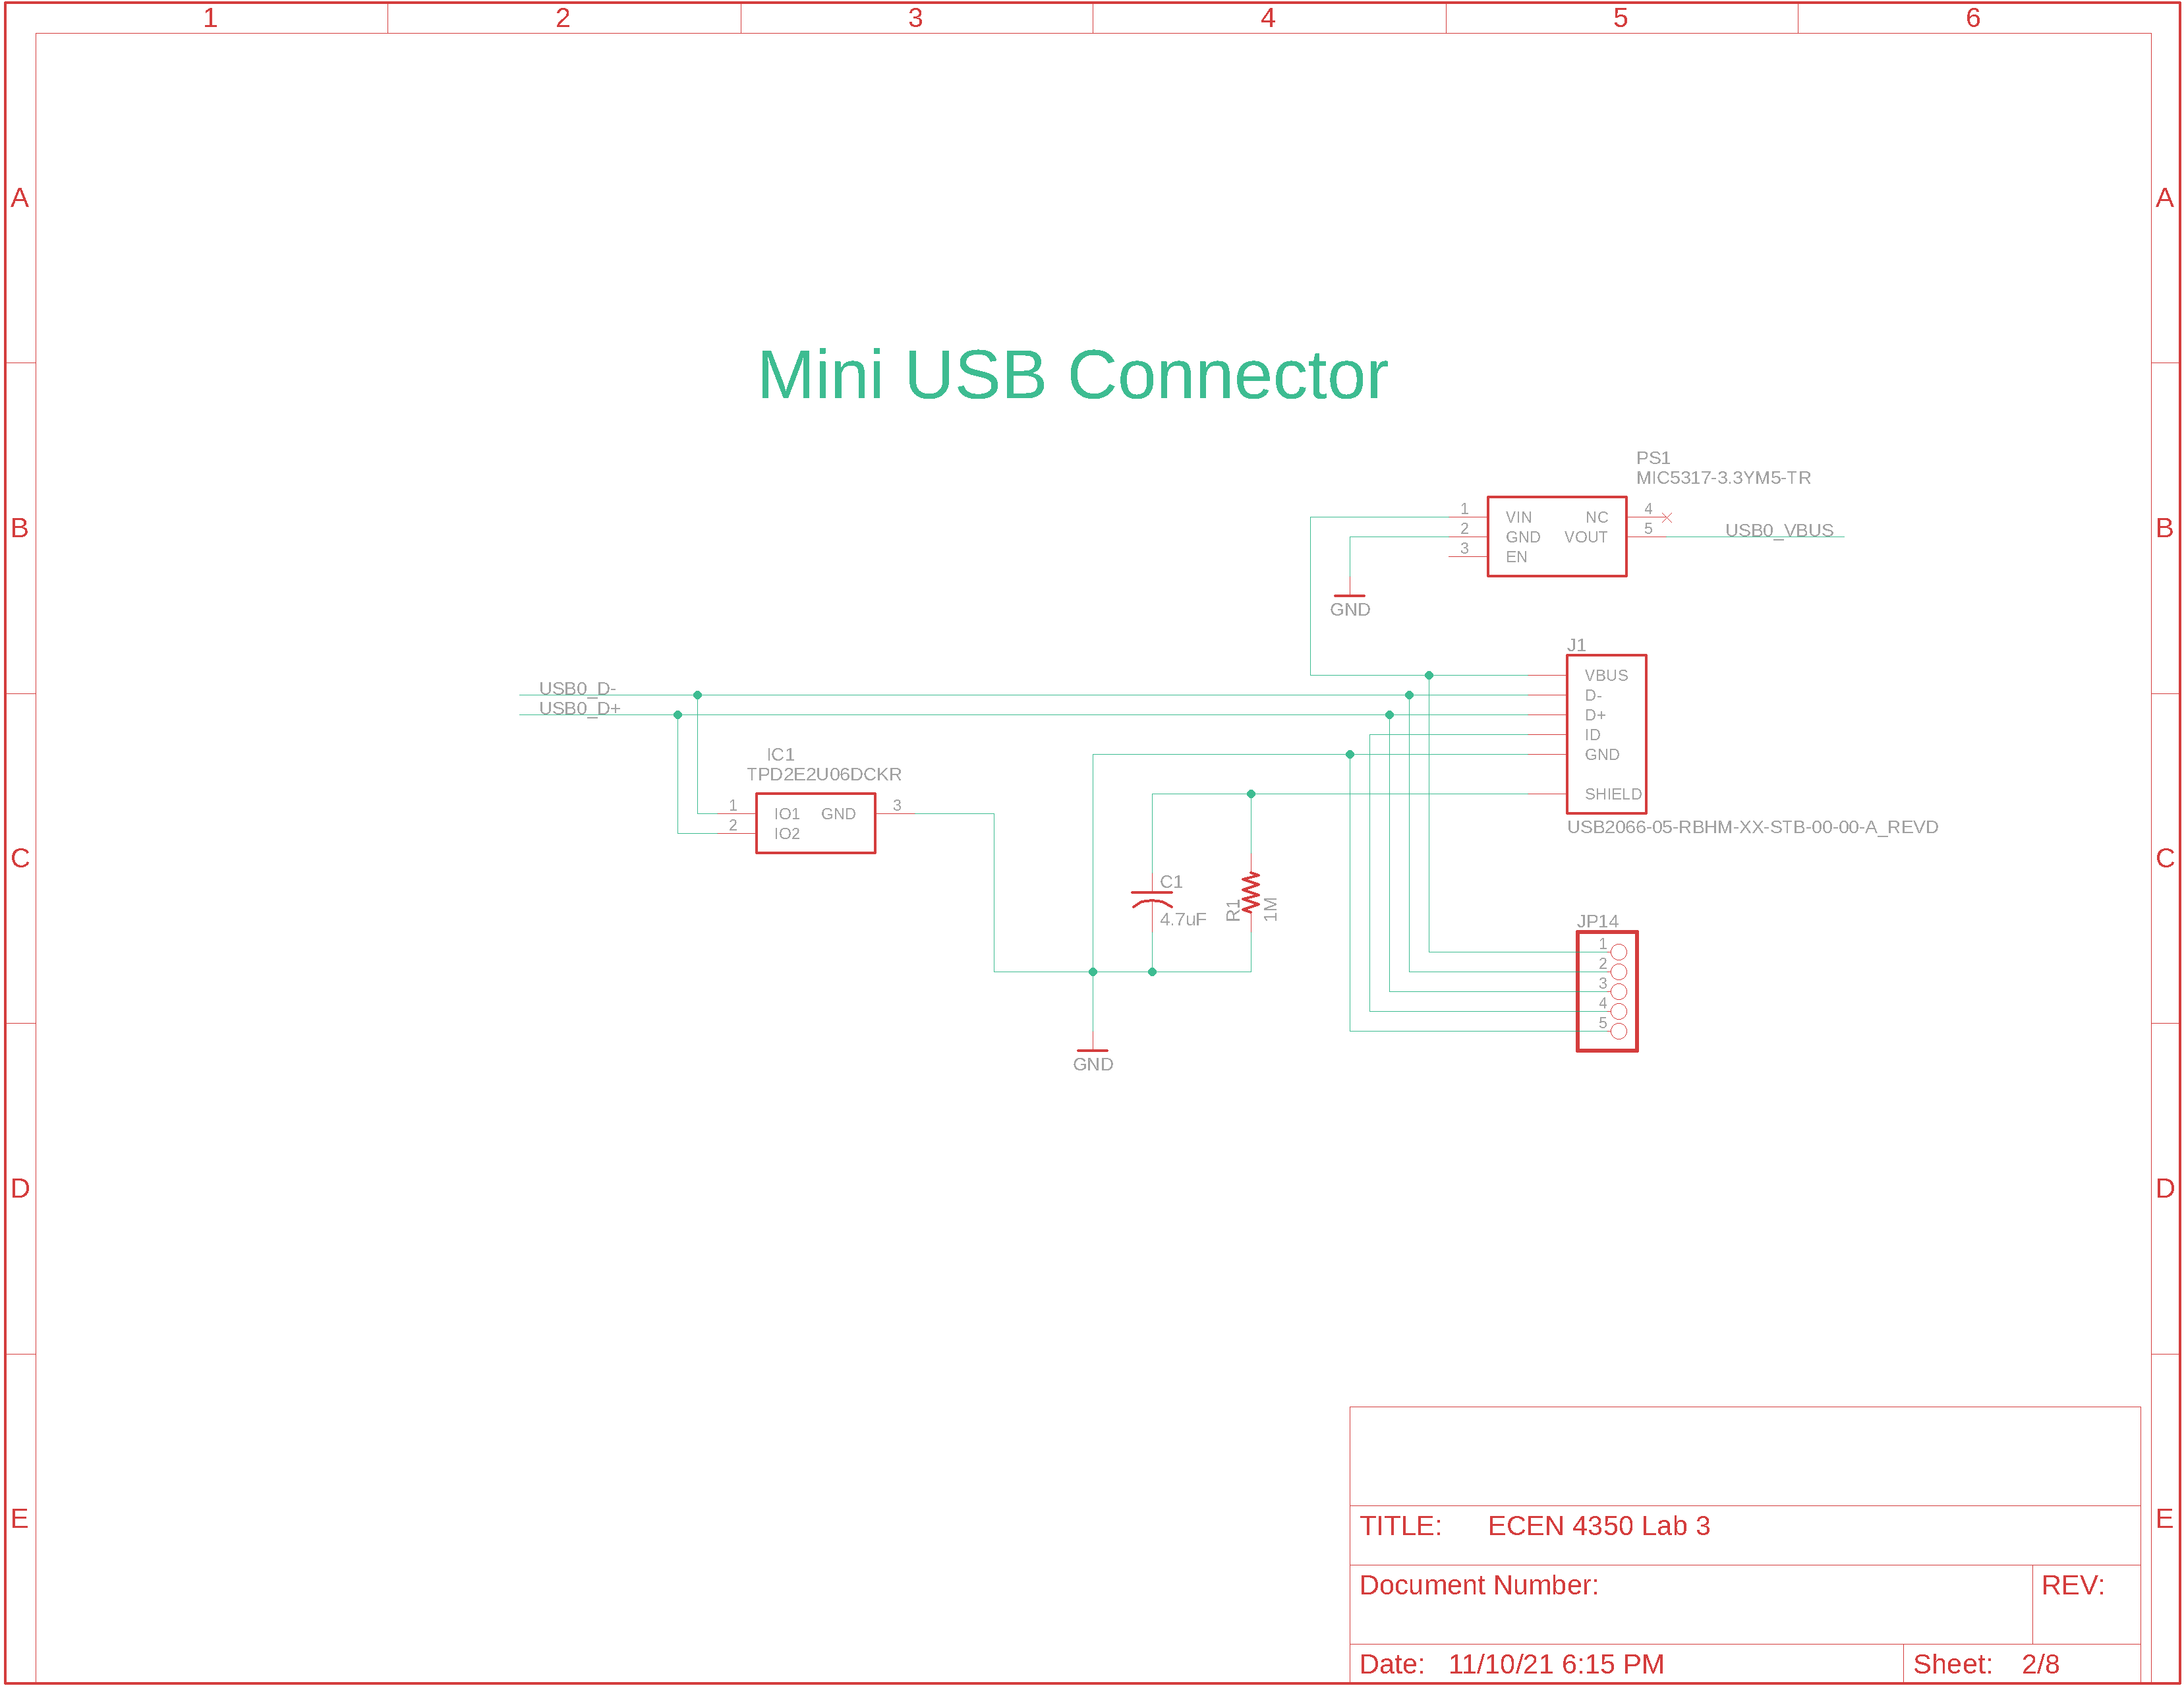 1 2 3 4 5 6
A A
Mini USB Connector
PS1
MIC5317-3.3YM5-TR
B B
1 VIN NC 4
2 GND VOUT 5 USB0_VBUS
3 EN
GND
J1
VBUS
USB0_D- D-
USB0_D+ D+
ID
GND
IC1
TPD2E2U06DCKR
SHIELD
1 IO1 GND 3
2 IO2
USB2066-05-RBHM-XX-STB-00-00-A_REVD
C C
C1
4.7uF
R1
1M
JP14
1
2
3
4
5
GND
D D
E E
TITLE: ECEN 4350 Lab 3
Document Number: REV:
Date: 11/10/21 6:15 PM Sheet: 2/8